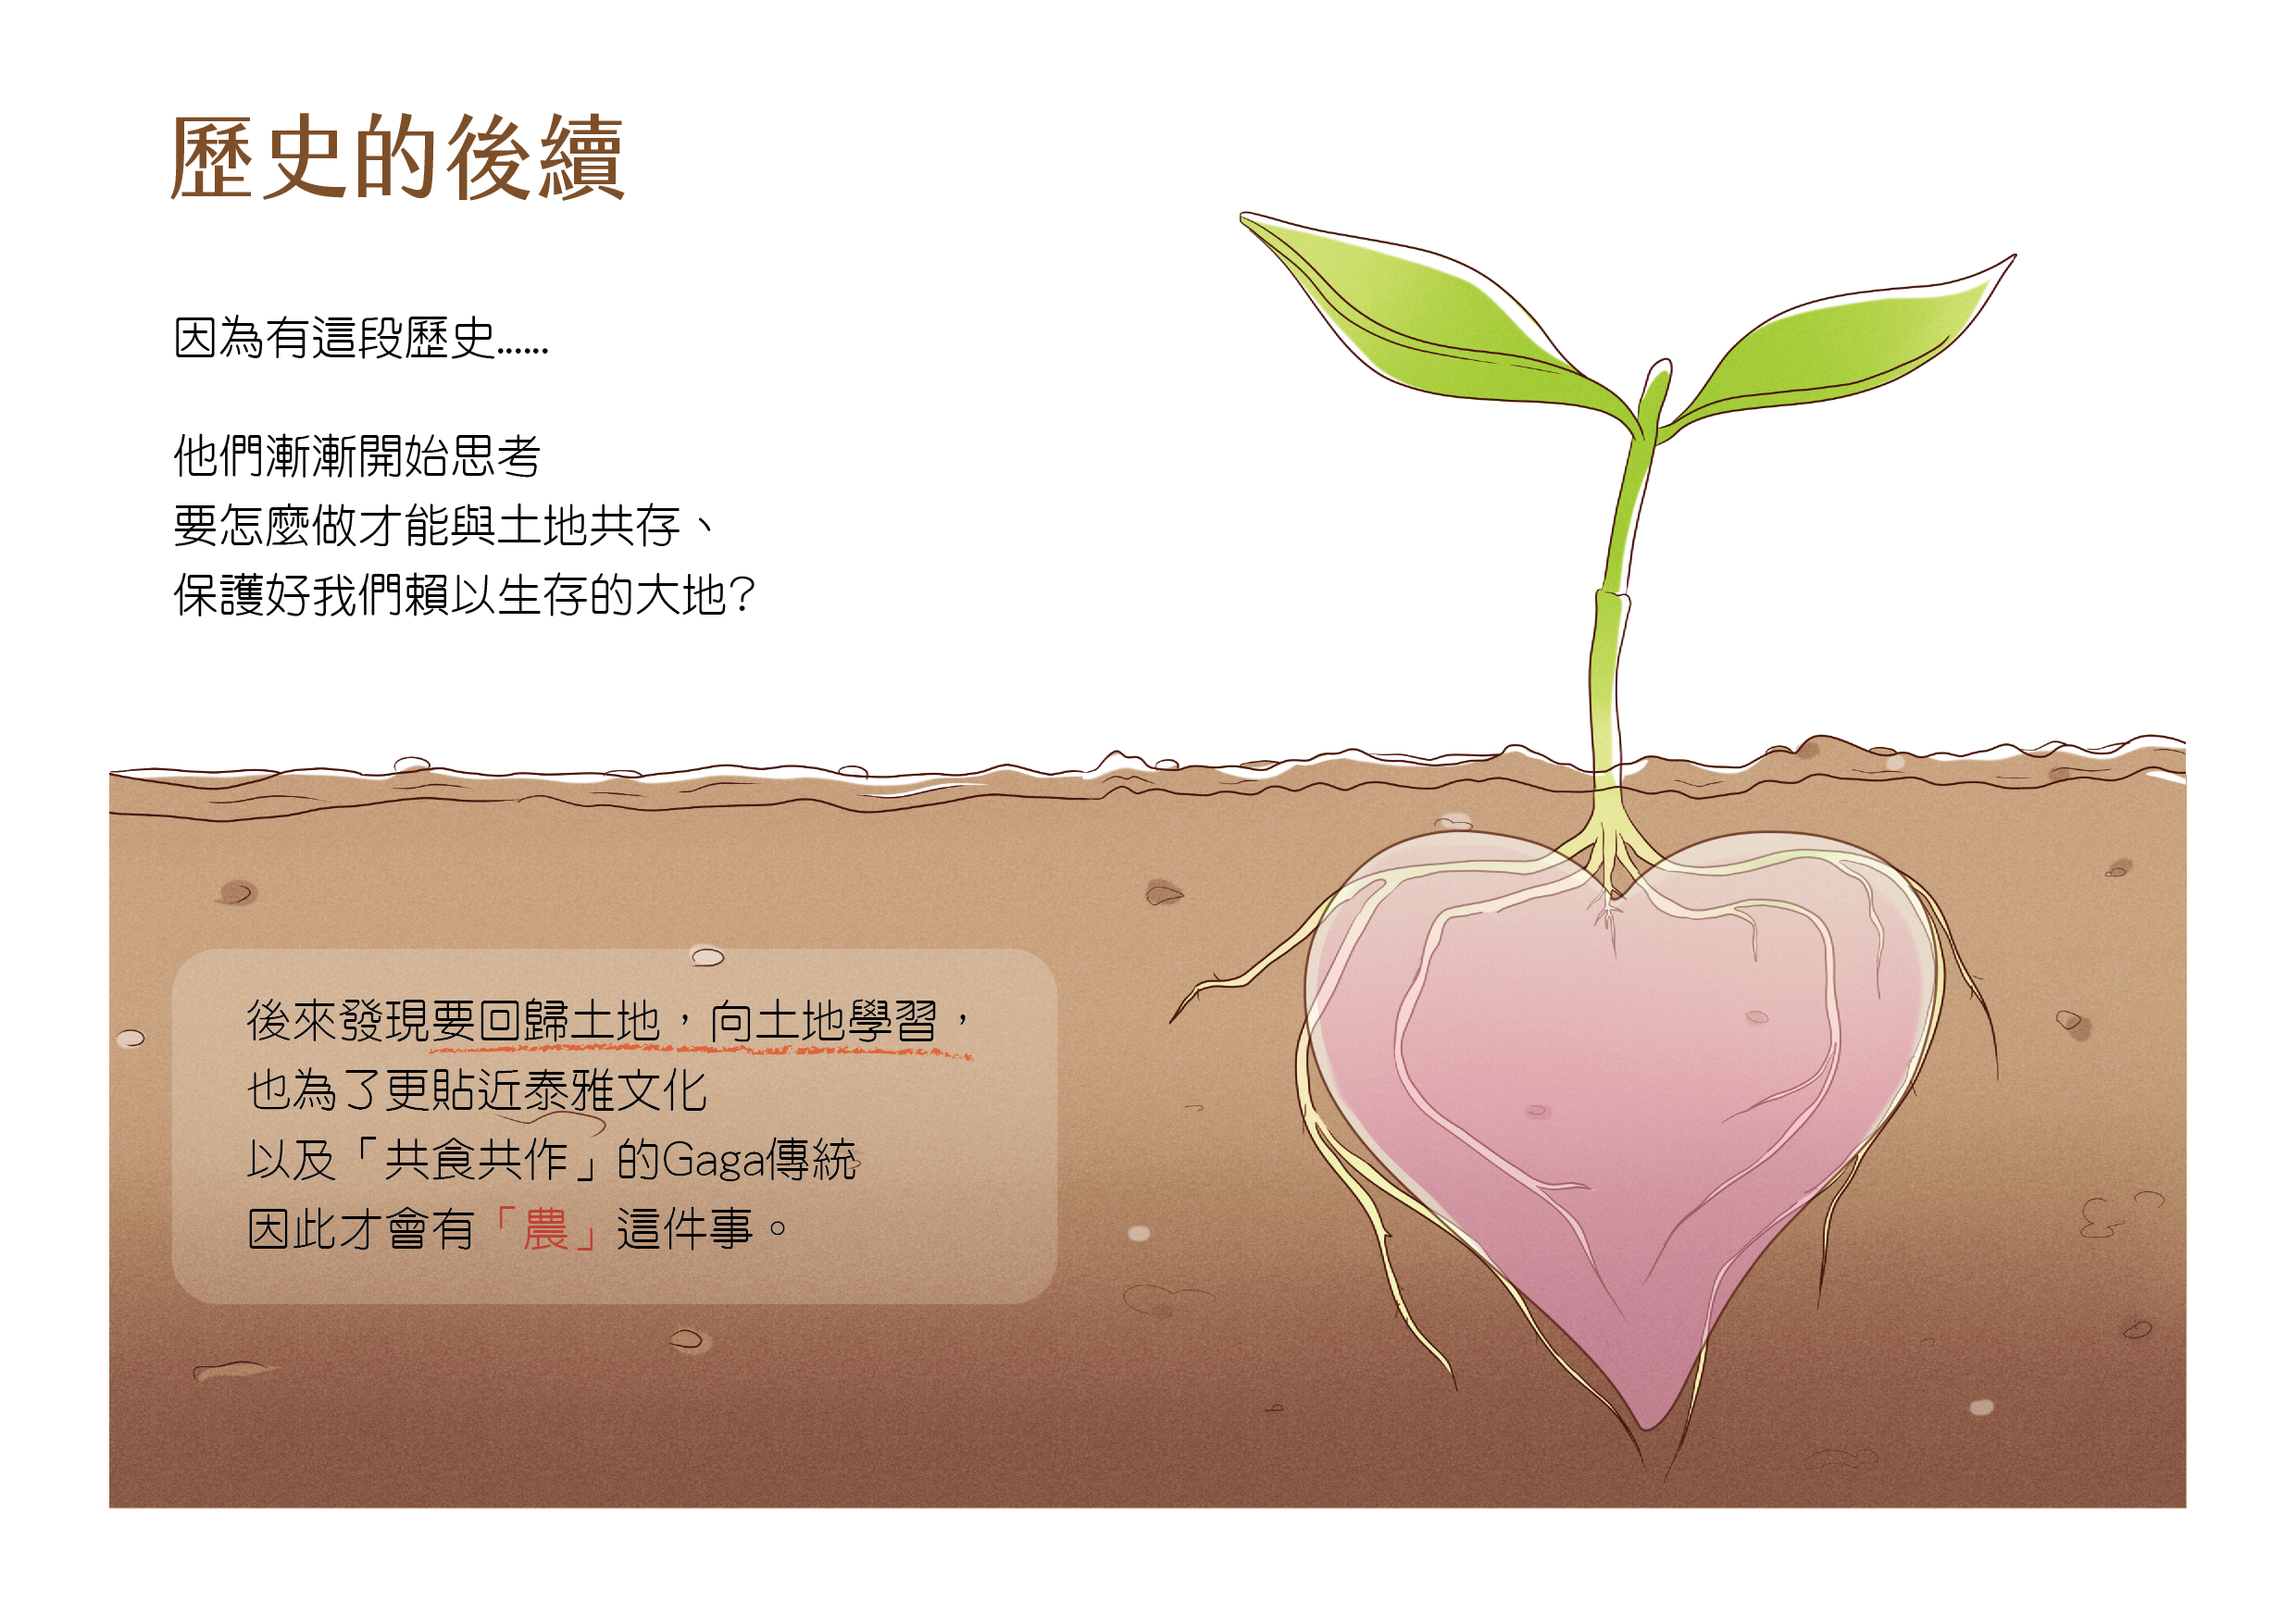 歷史的後續
因為有這段歷史......
他們漸漸開始思考
要怎麼做才能與土地共存、
保護好我們賴以生存的大地?
後來發現要回歸土地，向土地學習，
也為了更貼近泰雅文化
以及「共食共作」的Gaga傳統
因此才會有「農」這件事。